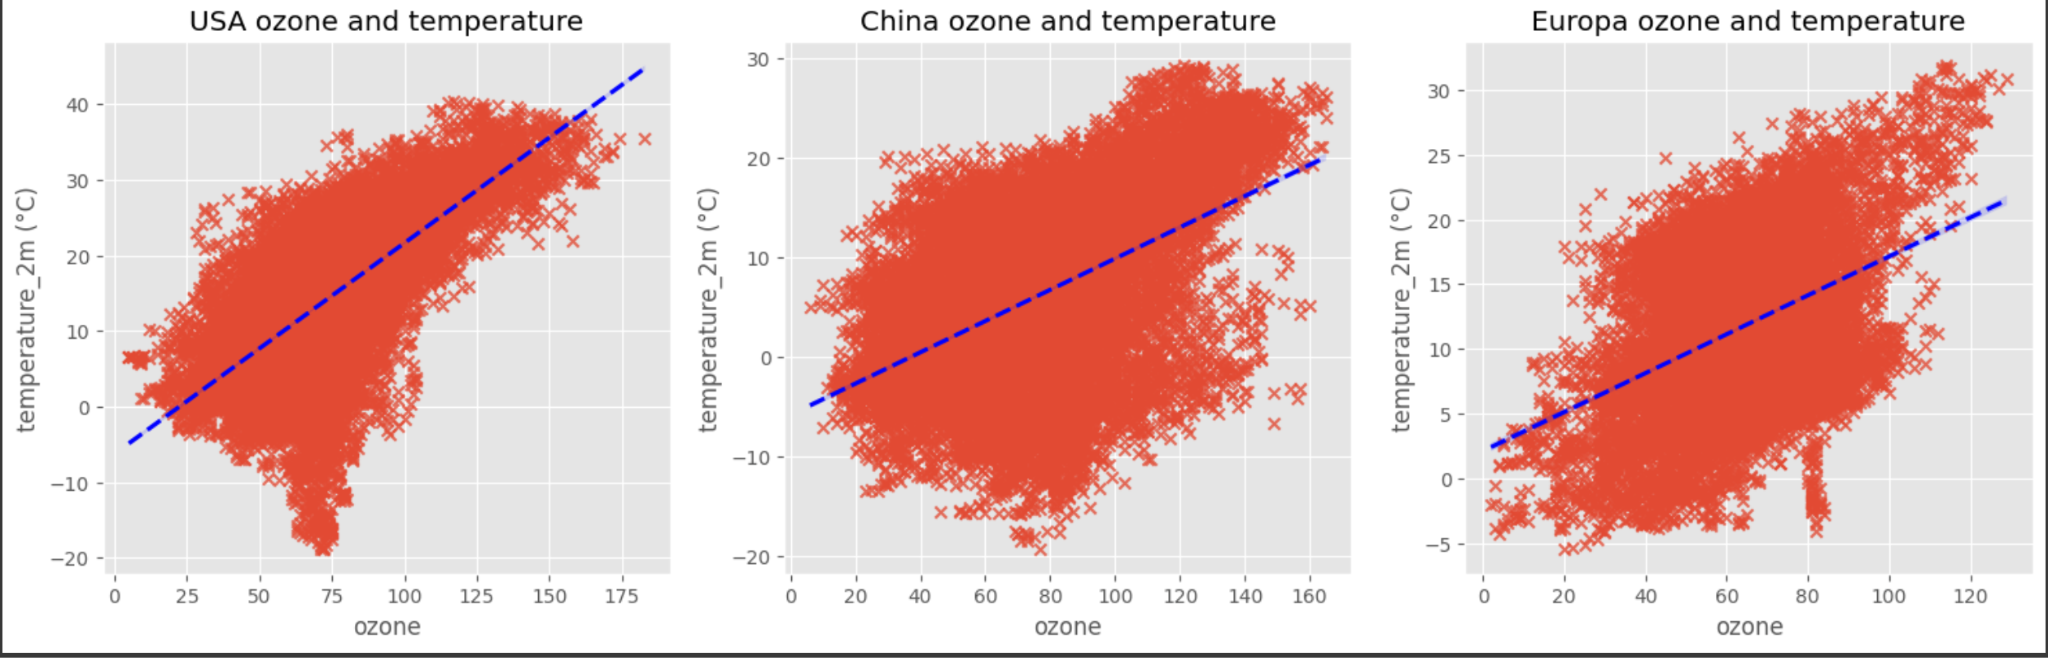 USA ozone and temperature
temperature_2m (°C)
40
30
20
10
0
−10
−20
0 25 50 75 100 125 150 175
ozone
China ozone and temperature
temperature_2m (°C)
30
20
10
0
−10
−20
0 20 40 60 80 100 120 140 160
ozone
Europa ozone and temperature
temperature_2m (°C)
30
25
20
15
10
5
0
−5
0 20 40 60 80 100 120
ozone